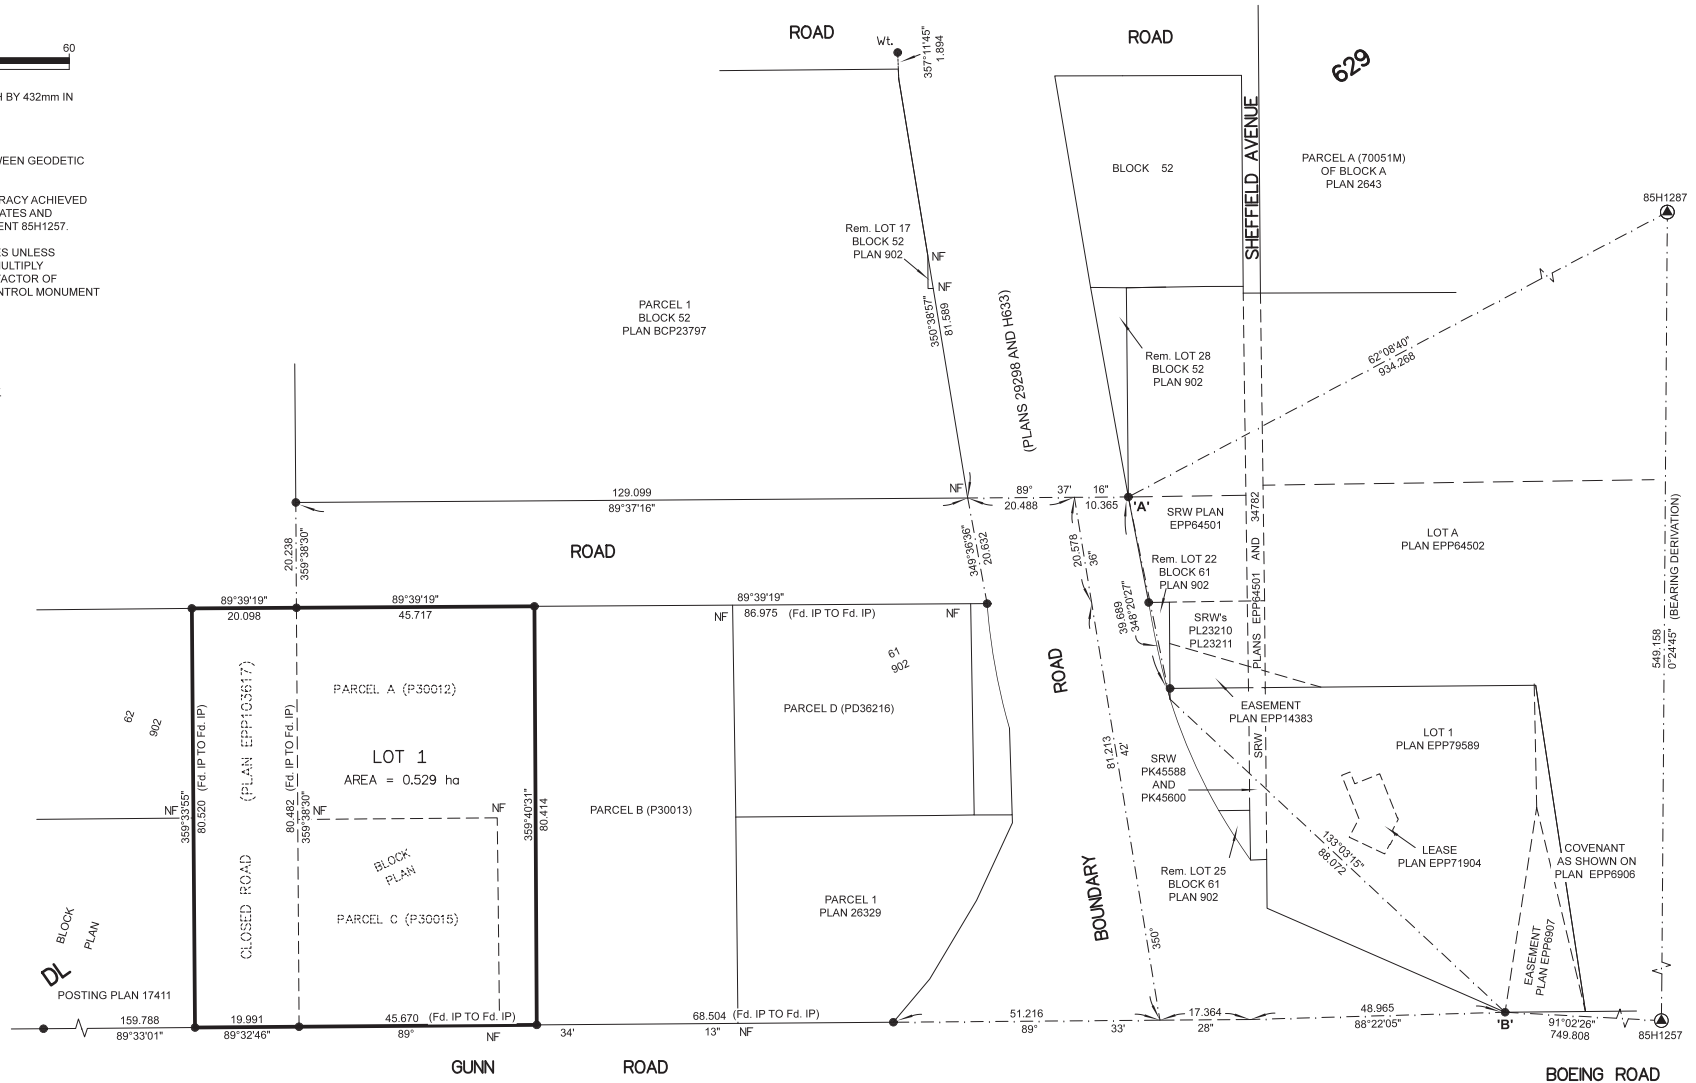 60
H BY 432mm IN
WEEN GEODETIC
RACY ACHIEVED
ATES AND
ENT 85H1257.
ES UNLESS
MULTIPLY
FACTOR OF
NTROL MONUMENT
ROAD
Wt.
357°11'45"
1.894
ROAD
629
SHEFFIELD AVENUE
BLOCK 52
PARCEL A (70051M)
OF BLOCK A
PLAN 2643
85H1287
Rem. LOT 17
BLOCK 52
PLAN 902
NF
NF
350°38'57"
81.589
PARCEL 1
BLOCK 52
PLAN BCP23797
(PLANS 29298 AND H633)
Rem. LOT 28
BLOCK 52
PLAN 902
62°08'40"
934.268
129.099
89°37'16"
NF
89° 37' 16"
20.488
10.365
'A'
SRW PLAN
EPP64501
LOT A
PLAN EPP64502
SRW PLANS EPP64501 AND 34782
549.158
0°24'45" (BEARING DERIVATION)
20.238
359°38'30"
ROAD
349°36'36"
20.632
20.578
36"
Rem. LOT 22
BLOCK 61
PLAN 902
39.689
348°20'27"
SRW's
PL23210
PL23211
89°39'19"
20.098
89°39'19"
45.717
89°39'19"
NF
86.975 (Fd. IP TO Fd. IP)
NF
61
902
PARCEL A (P30012)
PARCEL D (PD36216)
ROAD
EASEMENT
PLAN EPP14383
62
902
CLOSED ROAD (PLAN EPP103617)
LOT 1
AREA = 0.529 ha
359°33'55"
80.520 (Fd. IP TO Fd. IP)
80.482 (Fd. IP TO Fd. IP)
359°38'30"
NF
NF
NF
359°40'31"
80.414
PARCEL B (P30013)
81.213
42'
SRW
PK45588
AND
PK45600
LOT 1
PLAN EPP79589
133°03'15"
88.072
LEASE
PLAN EPP71904
COVENANT
AS SHOWN ON
PLAN EPP6906
BLOCK
PLAN
PARCEL C (P30015)
PARCEL 1
PLAN 26329
Rem. LOT 25
BLOCK 61
PLAN 902
BOUNDARY
350°
EASEMENT
PLAN EPP6907
BLOCK
PLAN
DL
POSTING PLAN 17411
159.788
89°33'01"
19.991
89°32'46"
45.670 (Fd. IP TO Fd. IP)
89°
NF
34'
68.504 (Fd. IP TO Fd. IP)
13" NF
51.216
89° 33' 28"
17.364
48.965
88°22'05"
'B'
91°02'26"
749.808
85H1257
GUNN ROAD
BOEING ROAD